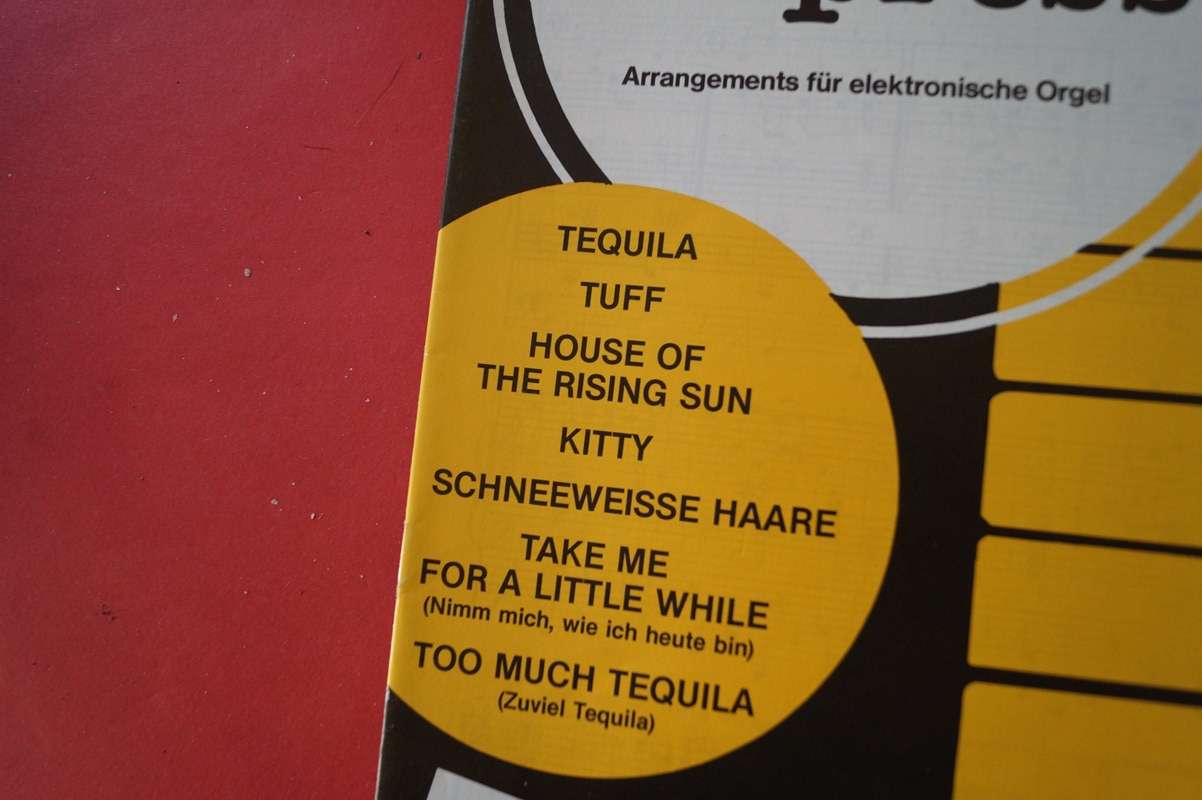 Arrangements für elektronische Orgel
TEQUILA
TUFF
HOUSE OF
THE RISING SUN
KITTY
SCHNEEWEISSE HAARE
TAKE ME
FOR A LITTLE WHILE
(Nimm mich, wie ich heute bin)
TOO MUCH TEQUILA
(Zuviel Tequila)